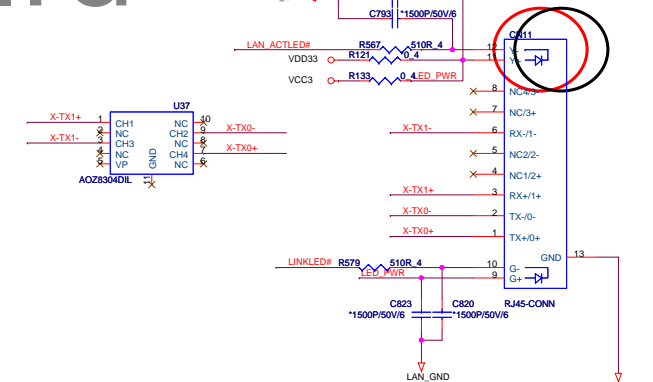 C793 *1500P/50V/6
CN11
LAN_ACTLED# R567 510R_4 12 Y-
VDD33 R121 0_4 11 Y+
VCC3 R133 0_4 LED_PWR
8 NC4/3-
7 NC/3+
X-TX1- 6 RX-/1-
5 NC2/2-
4 NC1/2+
X-TX1+ 3 RX+/1+
X-TX0- 2 TX-/0-
X-TX0+ 1 TX+/0+
GND 13
LINKLED# R579 510R_4 10 G-
LED_PWR 9 G+
C823 C820 RJ45-CONN
*1500P/50V/6 *1500P/50V/6
LAN_GND
U37
X-TX1+ 1 CH1 NC 10
2 NC CH2 9 X-TX0-
X-TX1- 3 CH3 NC 8
4 NC CH4 7 X-TX0+
5 VP GND NC 6
11
AOZ8304DIL